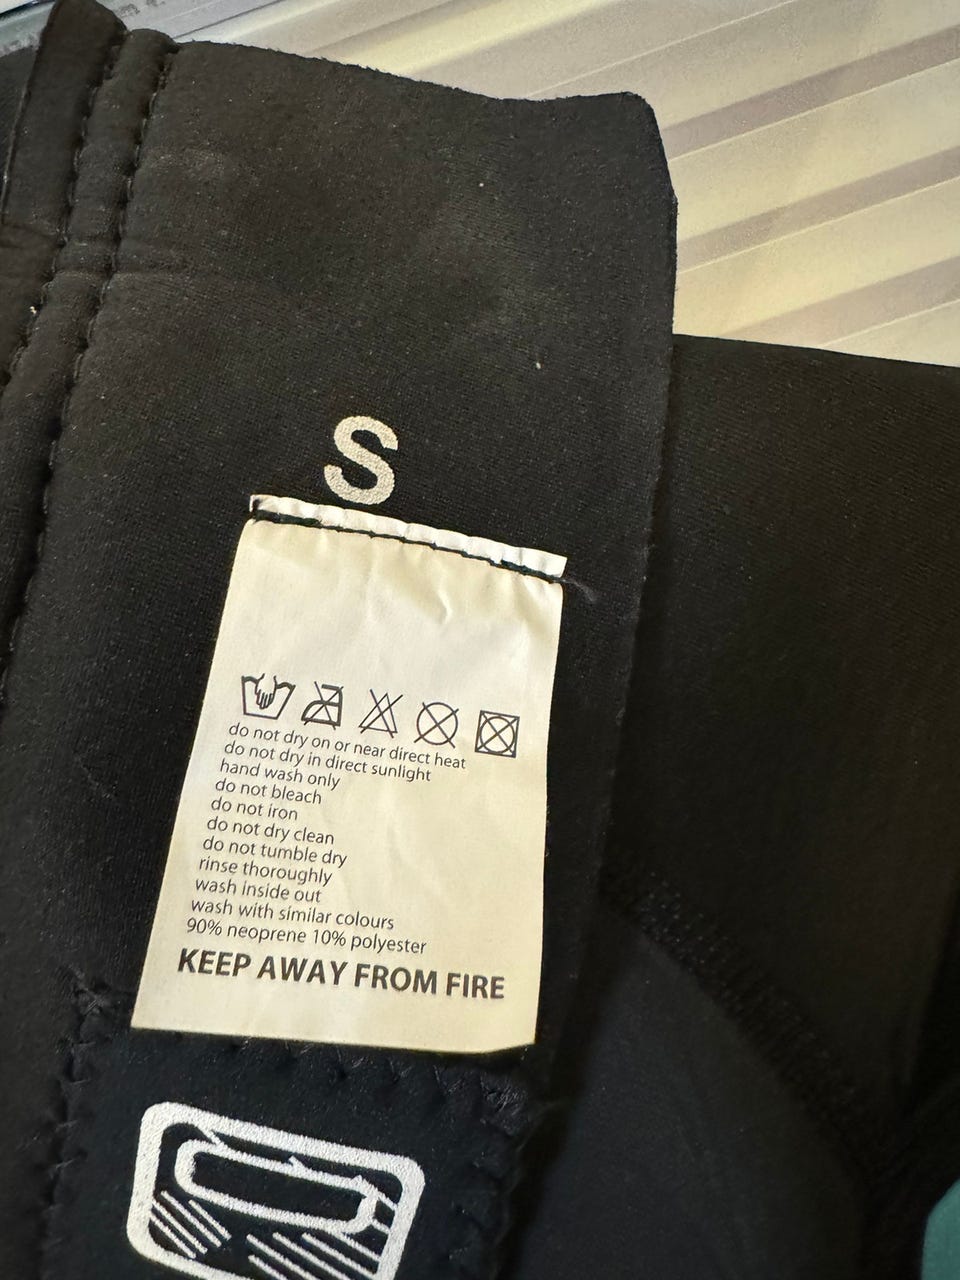 S
do not dry on or near direct heat
do not dry in direct sunlight
hand wash only
do not bleach
do not iron
do not dry clean
do not tumble dry
rinse thoroughly
wash inside out
wash with similar colours
90% neoprene 10% polyester
KEEP AWAY FROM FIRE